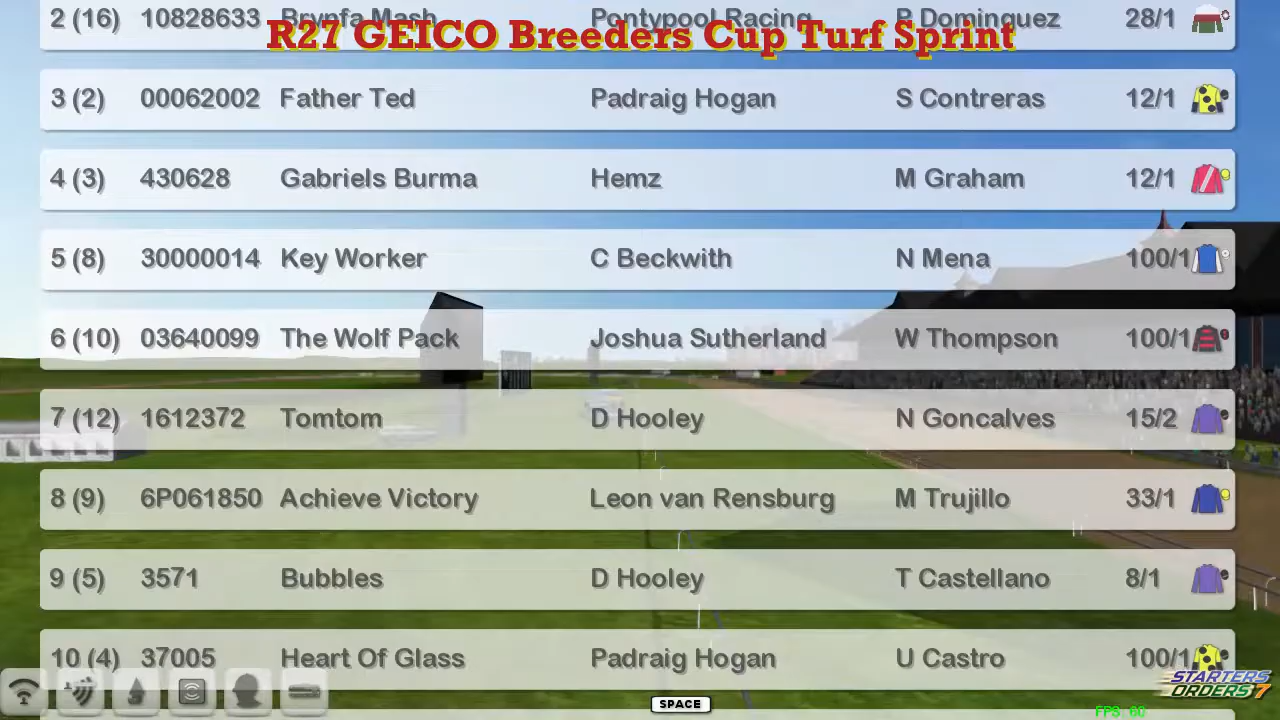 2 (16) 10828633 Brynfa Mash Pontypool Racing P Dominguez 28/1
R27 GEICO Breeders Cup Turf Sprint
3 (2) 00062002 Father Ted Padraig Hogan S Contreras 12/1
4 (3) 430628 Gabriels Burma Hemz M Graham 12/1
5 (8) 30000014 Key Worker C Beckwith N Mena 100/1
6 (10) 03640099 The Wolf Pack Joshua Sutherland W Thompson 100/1
7 (12) 1612372 Tomtom D Hooley N Goncalves 15/2
8 (9) 6P061850 Achieve Victory Leon van Rensburg M Trujillo 33/1
9 (5) 3571 Bubbles D Hooley T Castellano 8/1
10 (4) 37005 Heart Of Glass Padraig Hogan U Castro 100/1
STARTERS
ORDERS 7
SPACE
FPS: 60